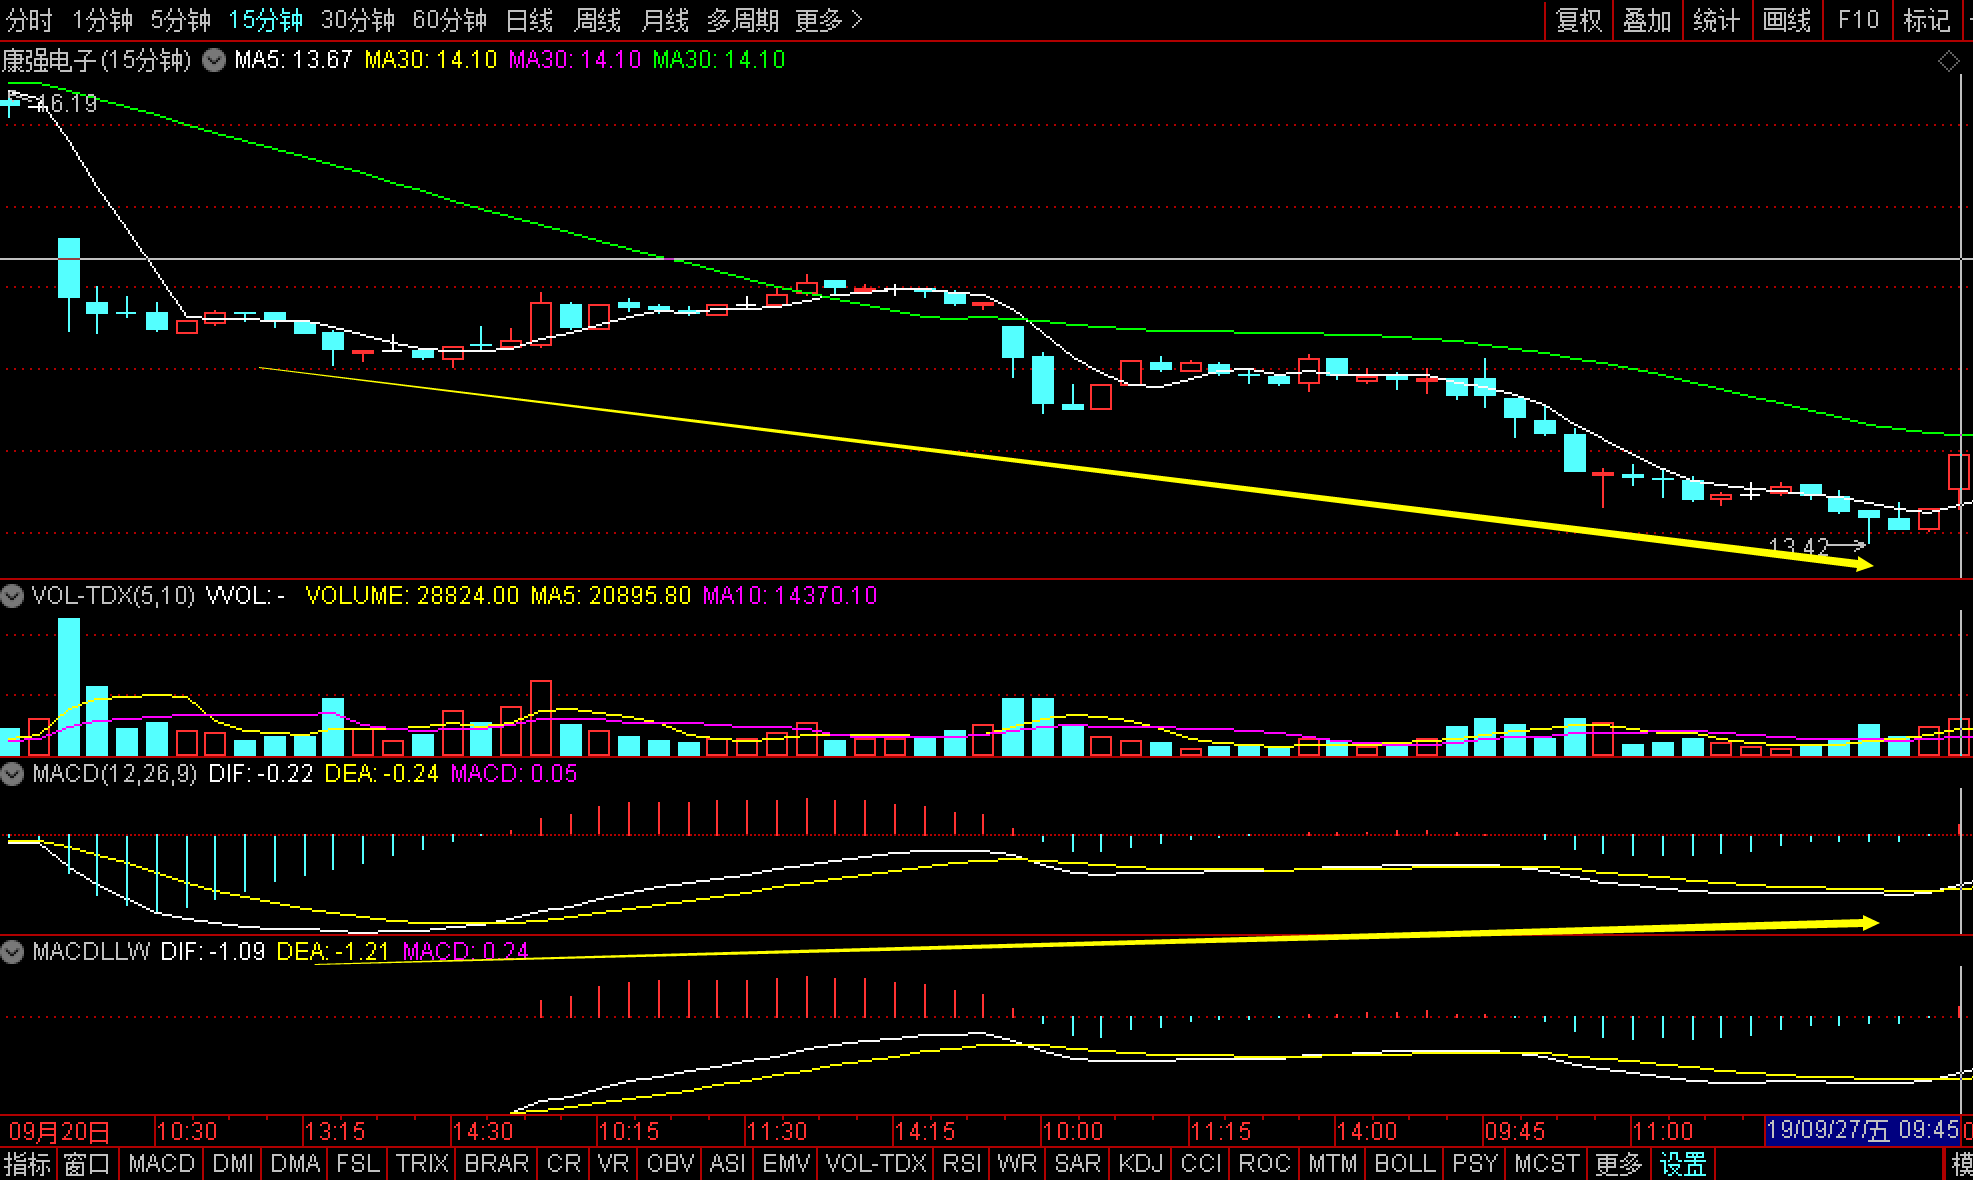 分时 1分钟 5分钟 15分钟 30分钟 60分钟 日线 周线 月线 多周期 更多 > 复权 叠加 统计 画线 F10 标记
康强电子(15分钟) MA5: 13.67 MA30: 14.10 MA30: 14.10 MA30: 14.10
16.19
13.42
VOL-TDX(5,10) VVOL: - VOLUME: 28824.00 MA5: 20895.80 MA10: 14370.10
MACD(12,26,9) DIF: -0.22 DEA: -0.24 MACD: 0.05
MACDLLW DIF: -1.09 DEA: -1.21 MACD: 0.24
09月20日 10:30 13:15 14:30 10:15 11:30 14:15 10:00 11:15 14:00 09:45 11:00 19/09/27/五 09:45
指标 窗口 MACD DMI DMA FSL TRIX BRAR CR VR OBV ASI EMV VOL-TDX RSI WR SAR KDJ CCI ROC MTM BOLL PSY MCST 更多 设置 模